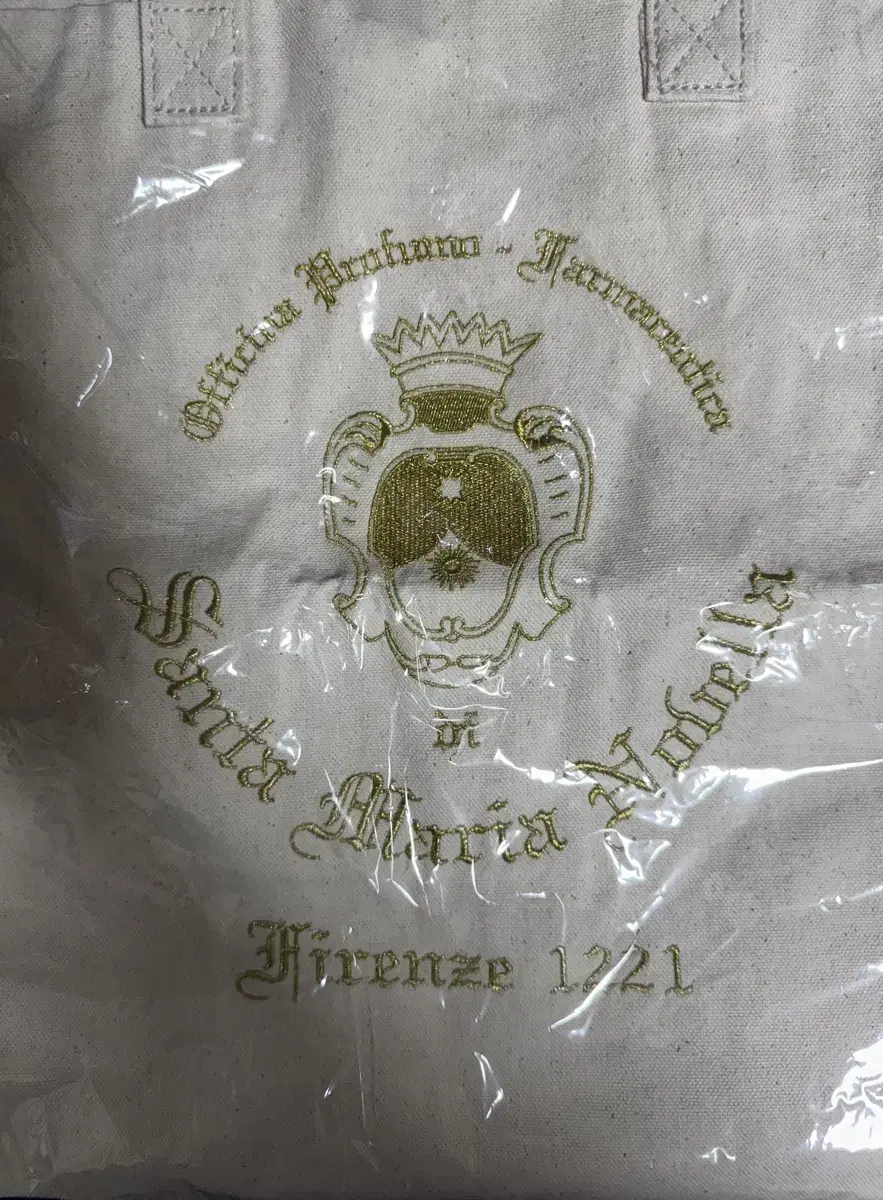 Officina Profumo - Farmaceutica
di
Santa Maria Novella
Firenze 1221